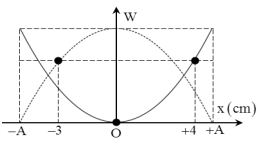 W
x (cm)
−A −3 O +4 +A